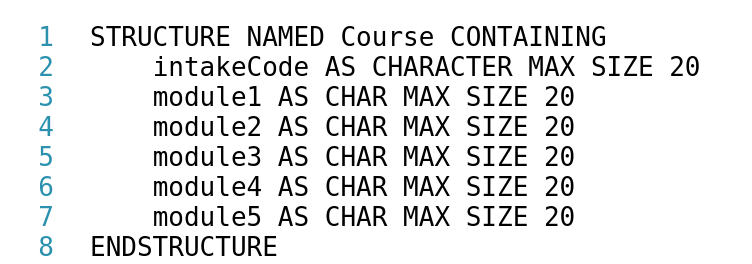 1 STRUCTURE NAMED Course CONTAINING
2     intakeCode AS CHARACTER MAX SIZE 20
3     module1 AS CHAR MAX SIZE 20
4     module2 AS CHAR MAX SIZE 20
5     module3 AS CHAR MAX SIZE 20
6     module4 AS CHAR MAX SIZE 20
7     module5 AS CHAR MAX SIZE 20
8 ENDSTRUCTURE